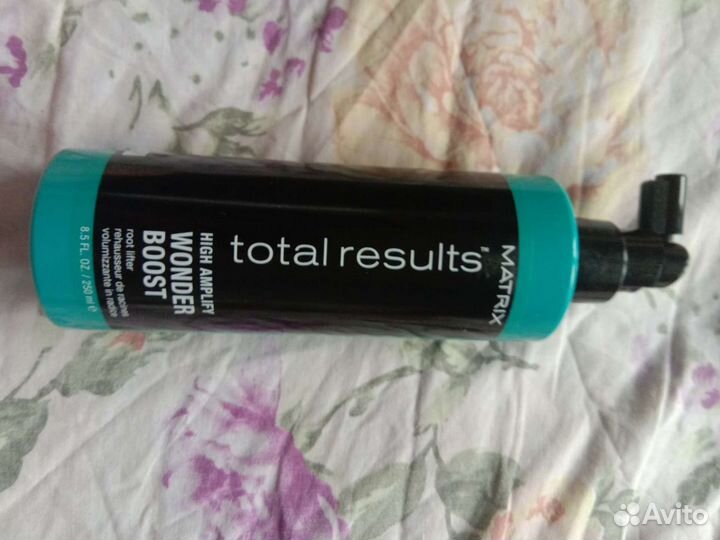 MATRIX
total results
HIGH AMPLIFY
WONDER
BOOST
root lifter
rehausseur de racines
volumizzante in radice
8.5 FL. OZ. / 250 ml e
Avito